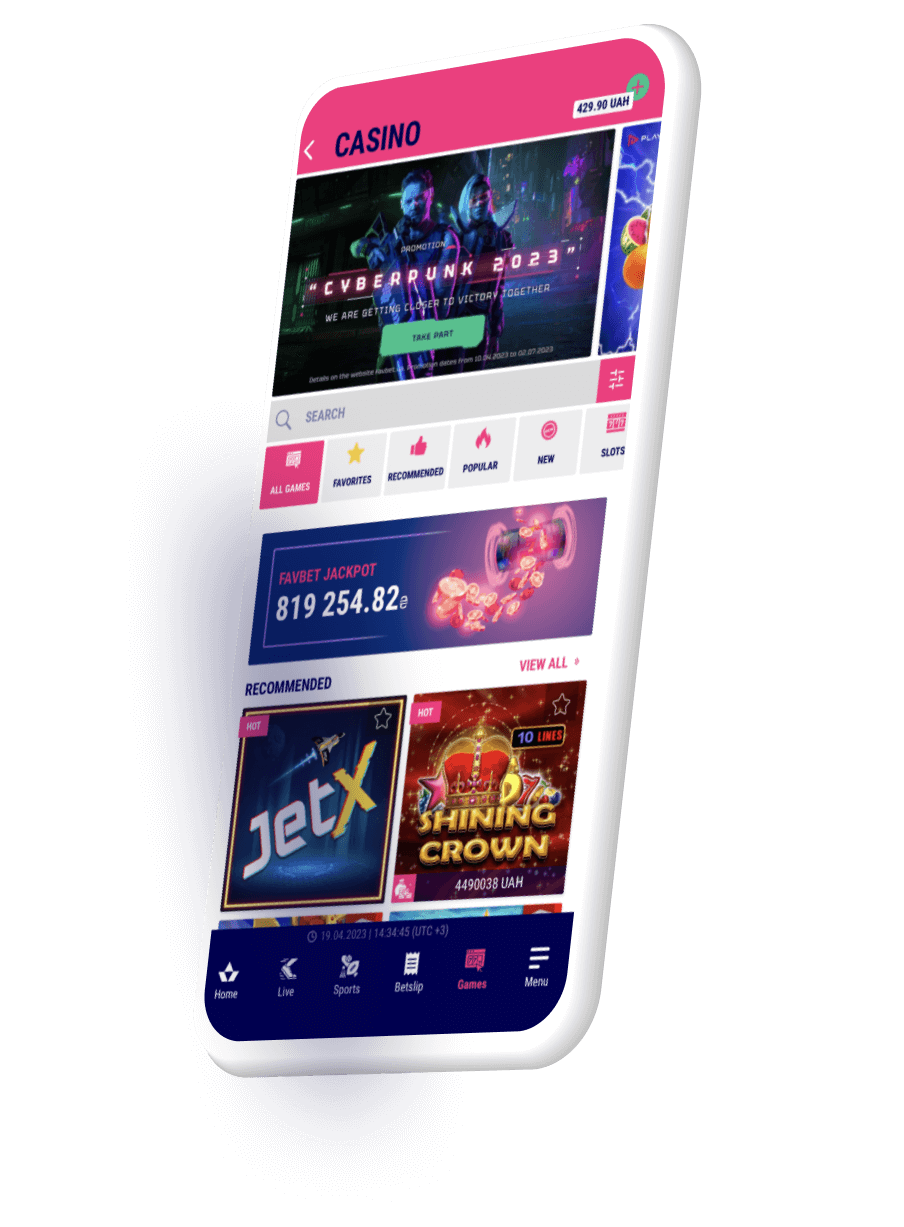 429.90 UAH
CASINO
PLAY
PROMOTION
"CYBERPUNK 2023"
WE ARE GETTING CLOSER TO VICTORY TOGETHER
TAKE PART
Details on the website Promotion dates from 10.04.2023 to 02.07.2023
SEARCH
ALL GAMES
FAVORITES
RECOMMENDED
POPULAR
NEW
SLOTS
FAVBET JACKPOT
819 254.82₴
RECOMMENDED
VIEW ALL »
HOT
JetX
HOT
10 LINES
SHINING
CROWN
4490038 UAH
19.04.2023 | 14:34:45 (UTC +3)
Home
Live
Sports
Betslip
Games
Menu